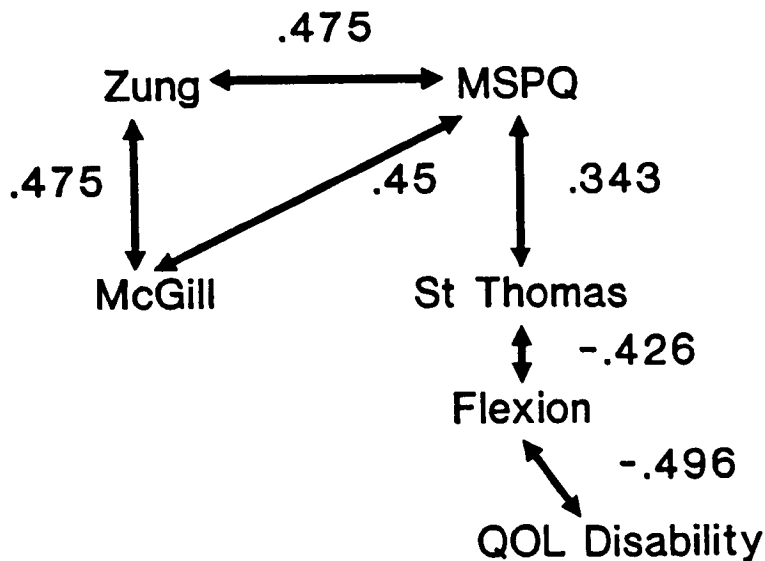 .475
Zung MSPQ
.475 .45 .343
McGill St Thomas
-.426
Flexion
-.496
QOL Disability